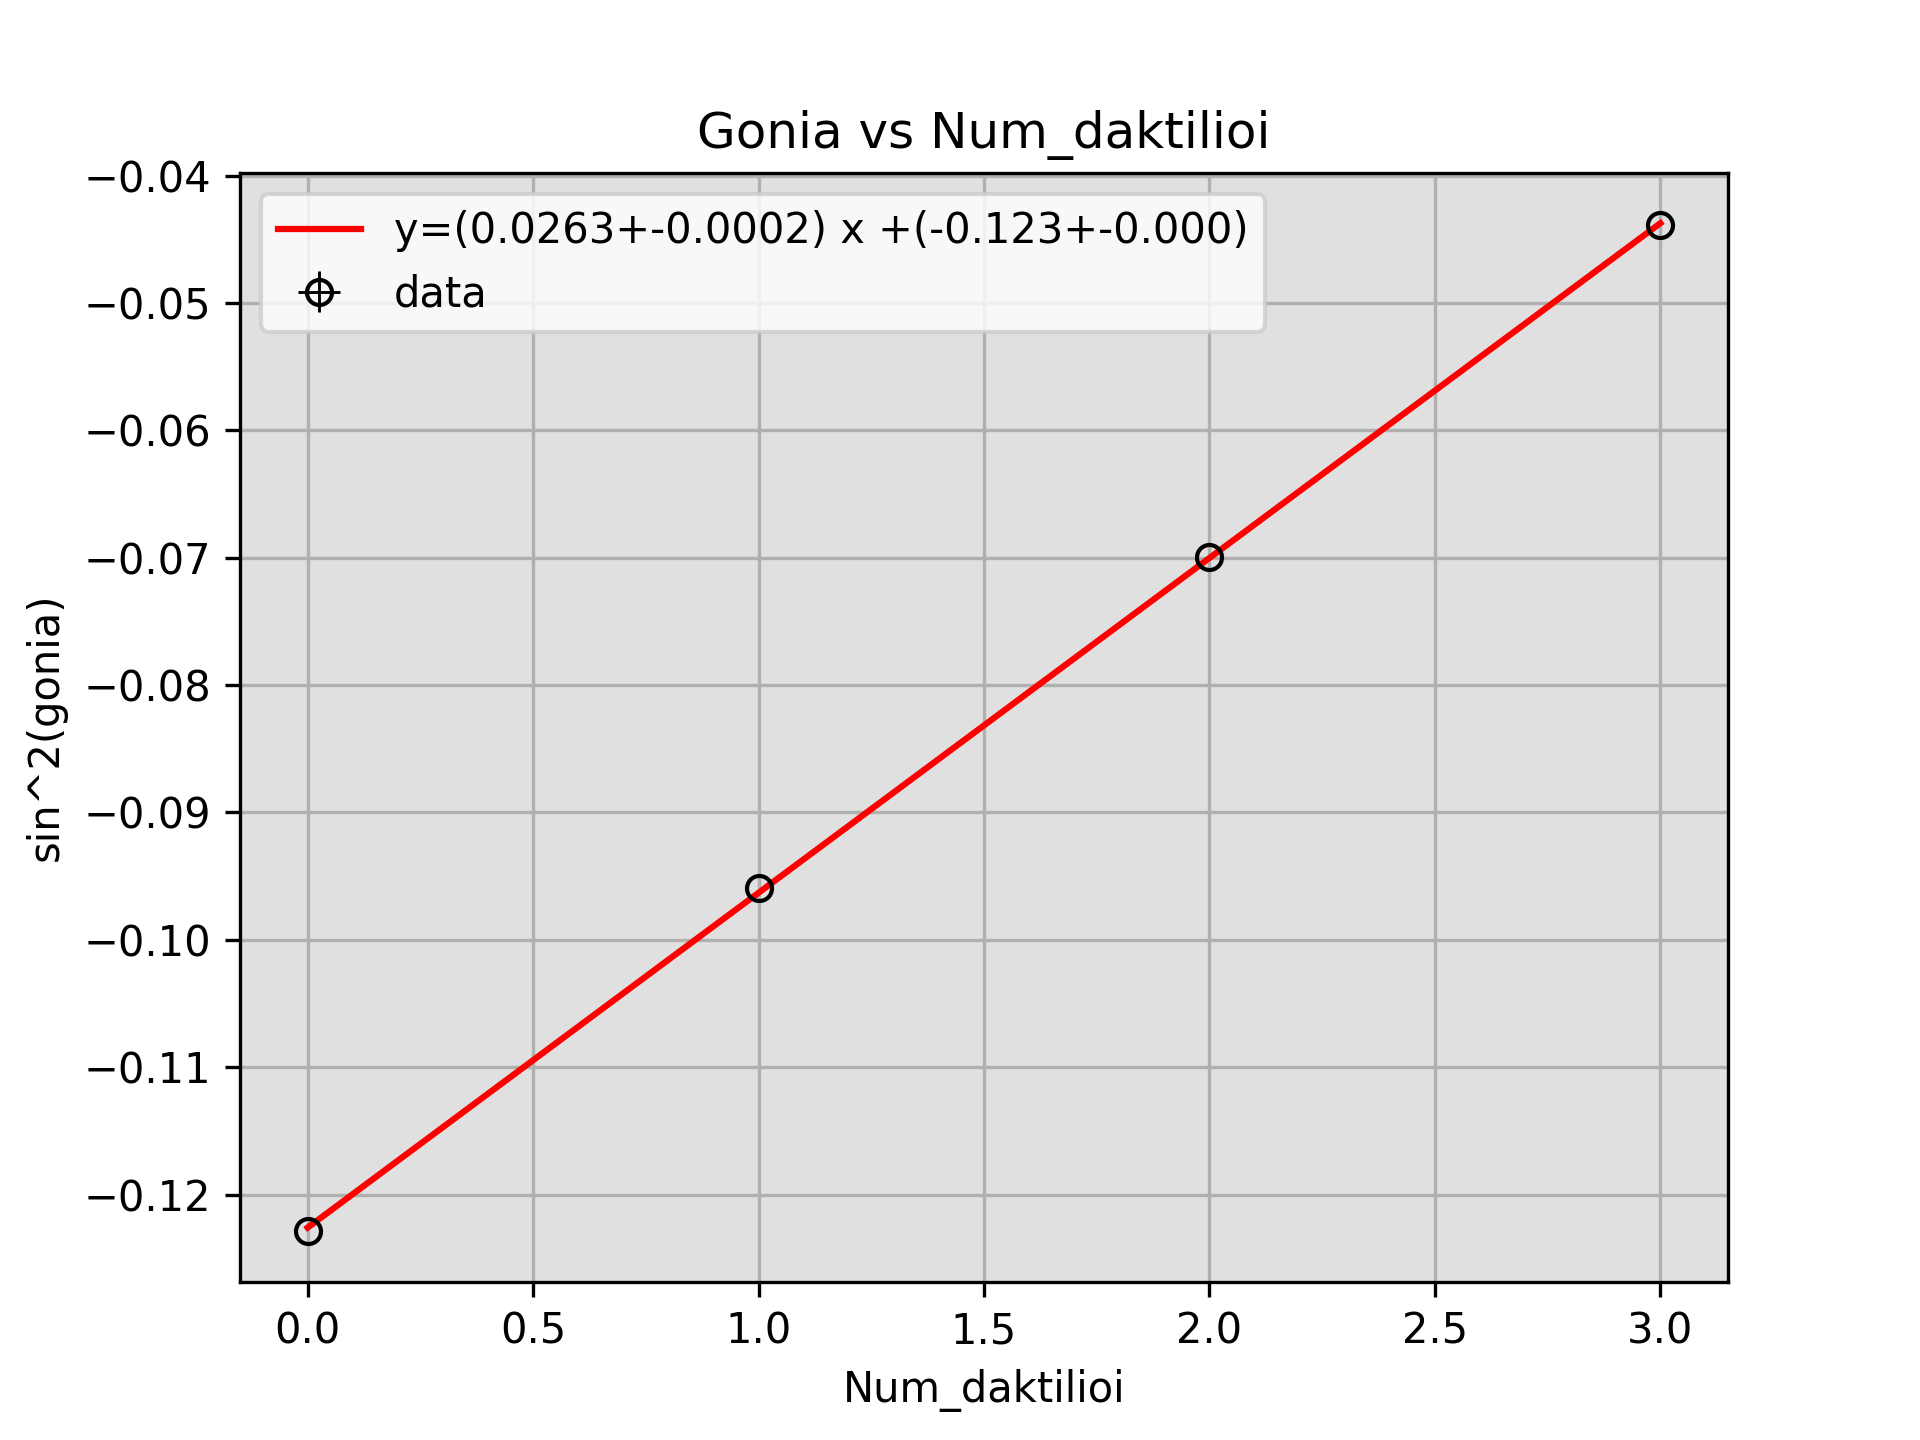 Gonia vs Num_daktilioi
y=(0.0263+-0.0002) x +(-0.123+-0.000)
data
sin^2(gonia)
−0.04
−0.05
−0.06
−0.07
−0.08
−0.09
−0.10
−0.11
−0.12
0.0 0.5 1.0 1.5 2.0 2.5 3.0
Num_daktilioi